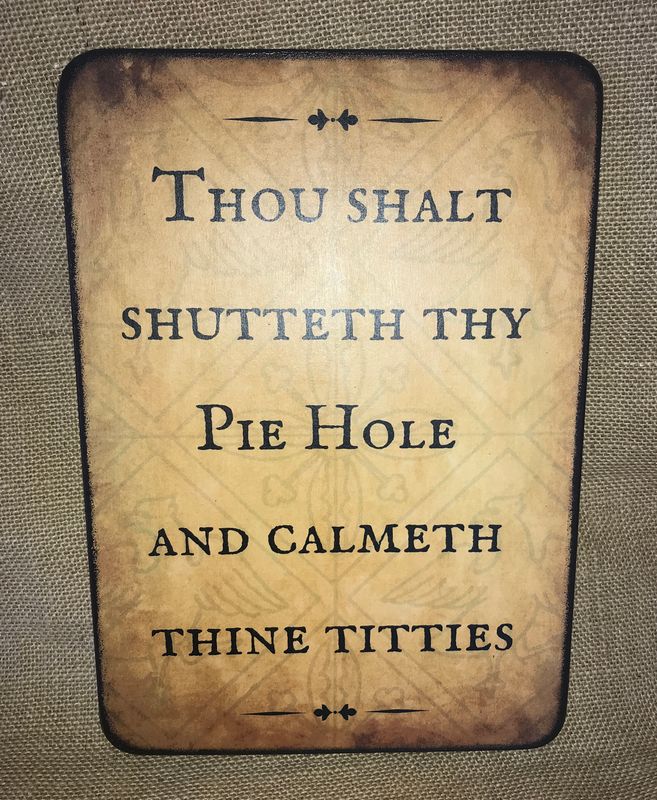 Thou shalt
shutteth thy
Pie Hole
and calmeth
thine titties